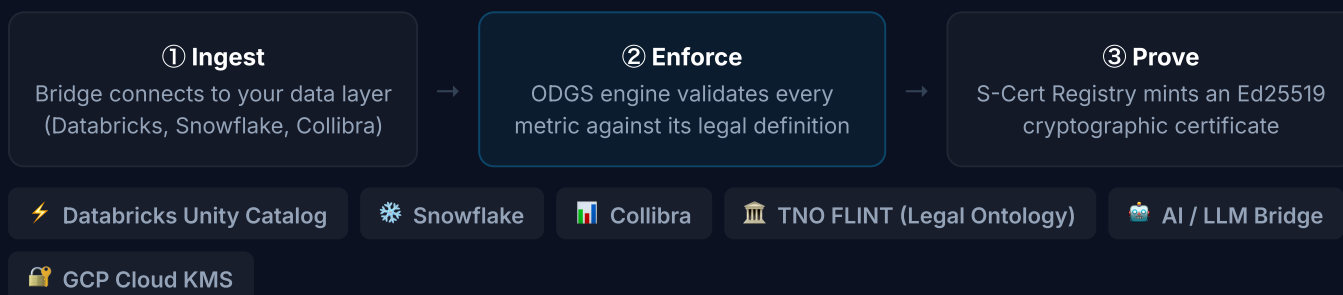 ① Ingest
Bridge connects to your data layer
(Databricks, Snowflake, Collibra)
→
② Enforce
ODGS engine validates every
metric against its legal definition
→
③ Prove
S-Cert Registry mints an Ed25519
cryptographic certificate
Databricks Unity Catalog
Snowflake
Collibra
TNO FLINT (Legal Ontology)
AI / LLM Bridge
GCP Cloud KMS